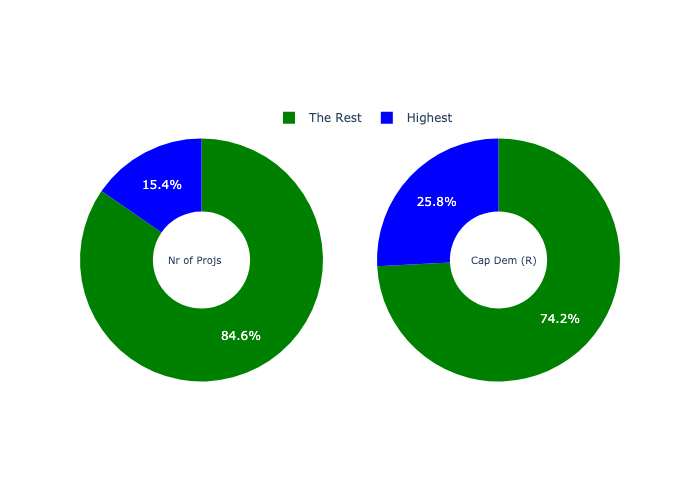 The Rest Highest
15.4%
Nr of Projs
84.6%
25.8%
Cap Dem (R)
74.2%